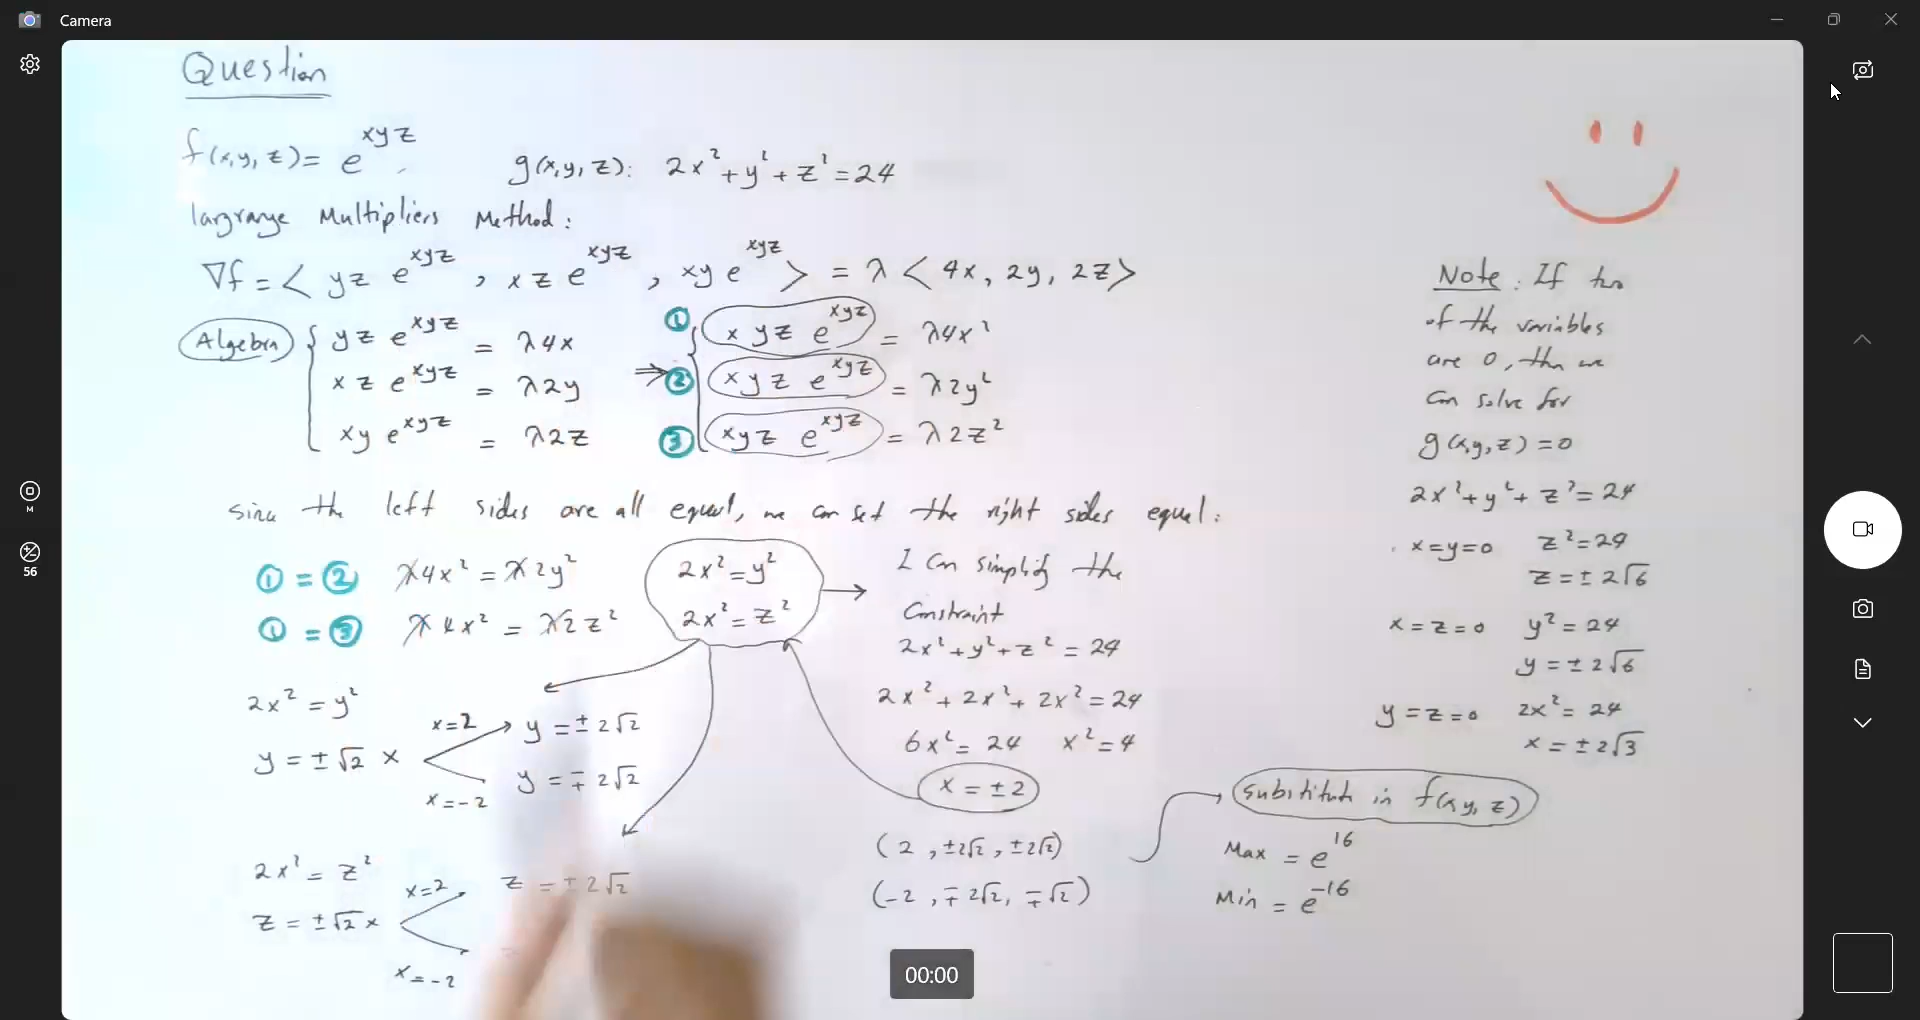 Camera
Question
f(x,y,z)= e^xyz
g(x,y,z): 2x²+y²+z²=24
largrange Multipliers Method:
∇f = < yz e^xyz , xz e^xyz , xy e^xyz > = λ < 4x, 2y, 2z>
Algebra
yz e^xyz = λ4x
xz e^xyz = λ2y
xy e^xyz = λ2z
⇒
① xyz e^xyz = λ4x²
② xyz e^xyz = λ2y²
③ xyz e^xyz = λ2z²
Since the left sides are all equal, we can set the right sides equal:
① = ② λ4x² = λ2y²
① = ③ λ4x² = λ2z²
2x²=y²
2x²=z²
I can simplify the
Constraint
2x²+y²+z² = 24
2x²+2x²+2x²=24
6x²= 24 x²=4
x = ±2
2x² = y²
y = ±√2 x
x=2
y = ±2√2
x=-2
y = ∓2√2
2x² = z²
z = ±√2 x
x=2
z = ±2√2
x=-2
(2 , ±2√2 , ±2√2)
(-2 , ∓2√2, ∓√2)
substitute in f(x,y,z)
Max = e^16
Min = e^-16
Note: If two
of the variables
are 0, then we
can solve for
g(x,y,z)=0
2x²+y²+z²=24
x=y=0 z²=24
z=±2√6
x=z=0 y²=24
y=±2√6
y=z=0 2x²=24
x=±2√3
M
56
00:00